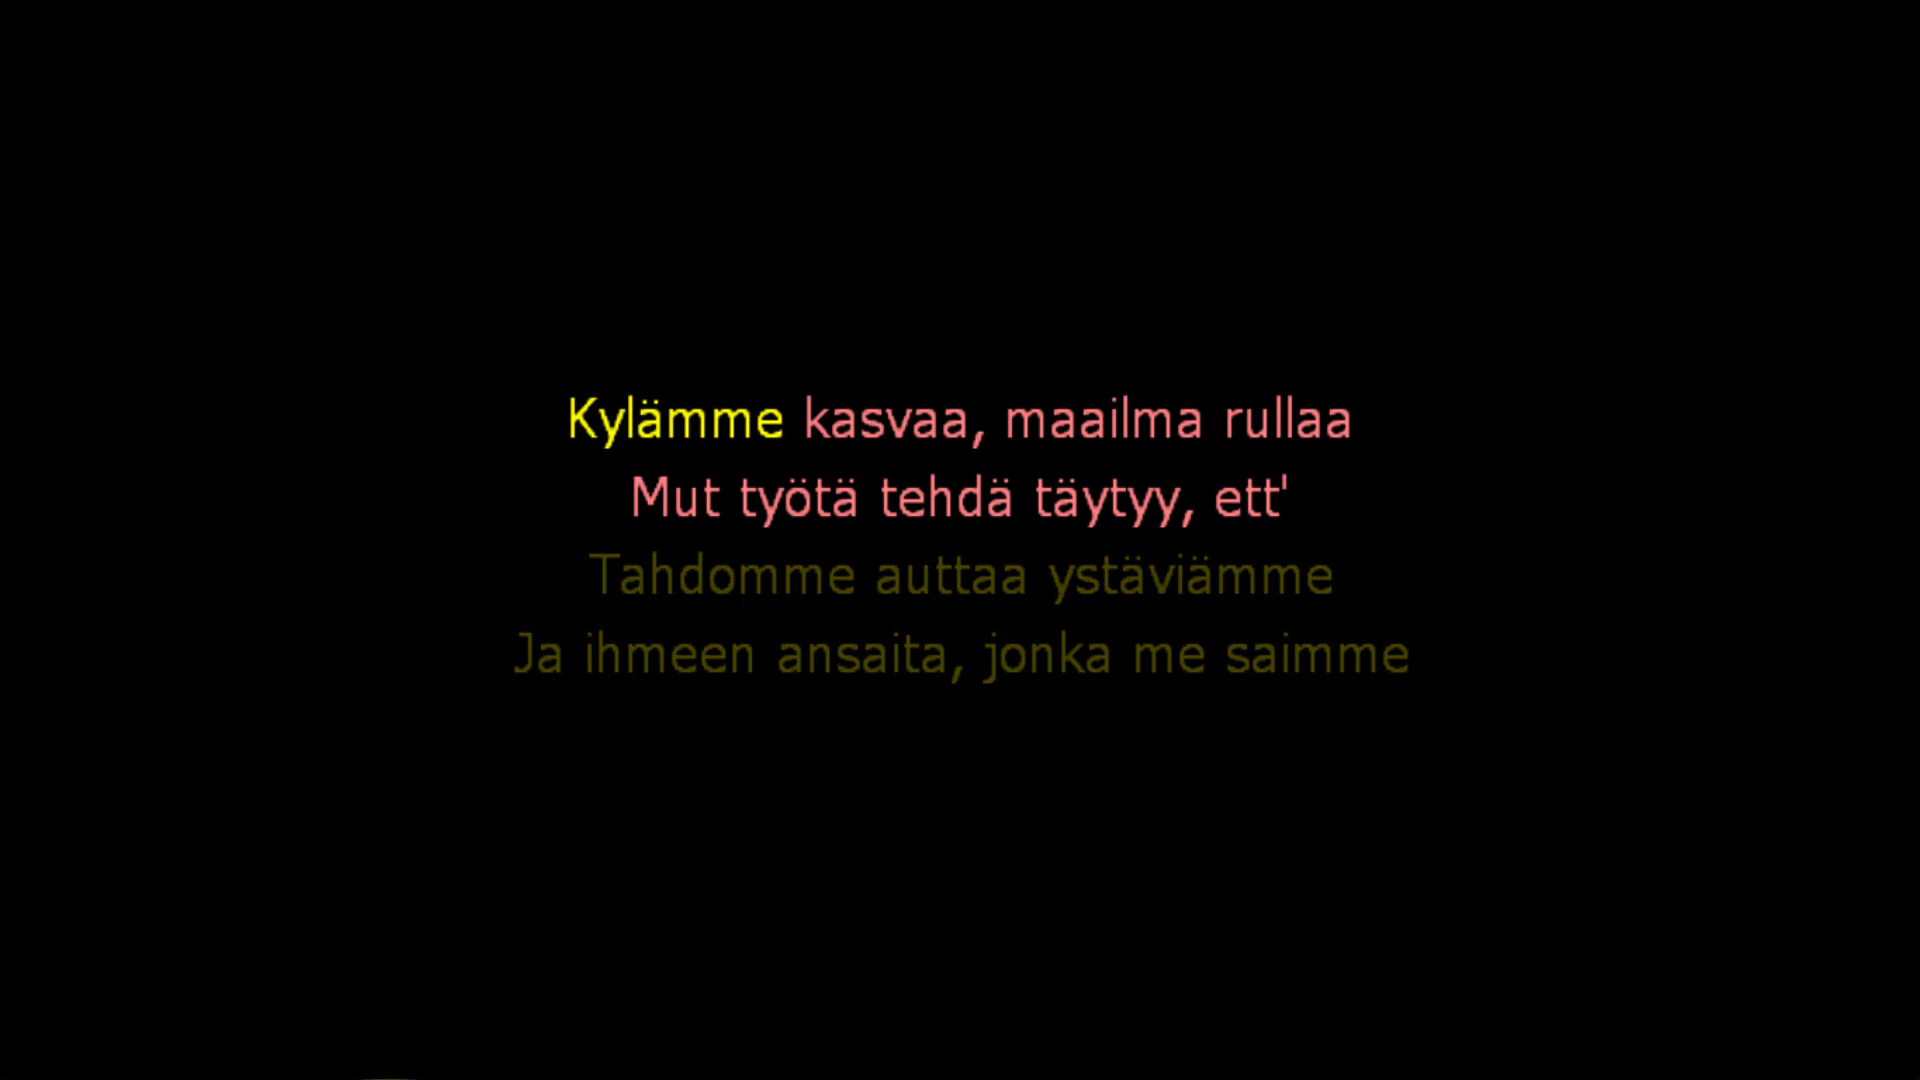 Kylämme kasvaa, maailma rullaa
Mut työtä tehdä täytyy, ett'
Tahdomme auttaa ystäviämme
Ja ihmeen ansaita, jonka me saimme